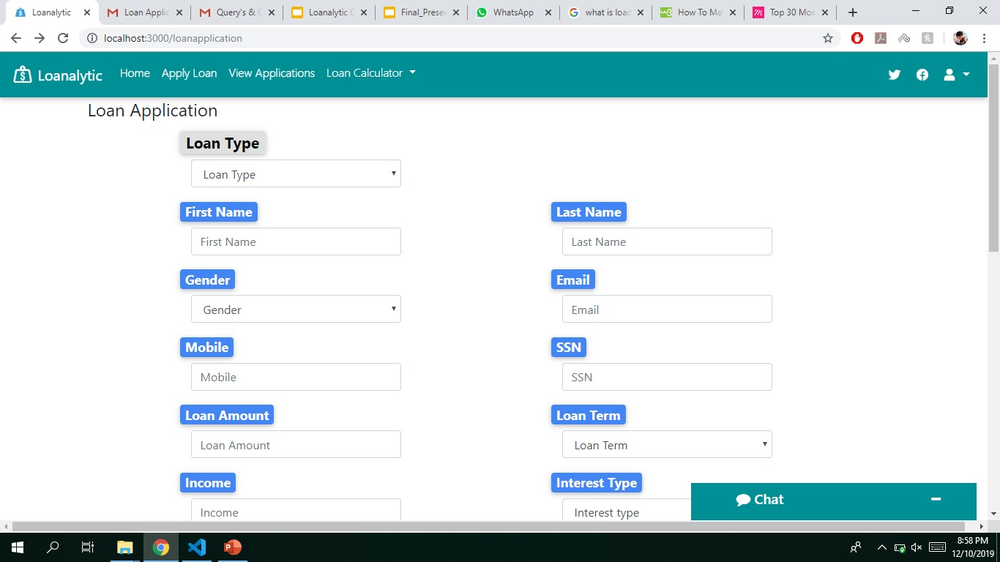 Loanalytic
Loan Applic
Query's &
Loanalytic
Final_Prese
WhatsApp
what is loa
How To Ma
Top 30 Mos
localhost:3000/loanapplication
Loanalytic Home Apply Loan View Applications Loan Calculator
Loan Application
Loan Type
Loan Type
First Name Last Name
First Name Last Name
Gender Email
Gender Email
Mobile SSN
Mobile SSN
Loan Amount Loan Term
Loan Amount Loan Term
Income Interest Type
Income Interest type
Chat
8:58 PM
12/10/2019